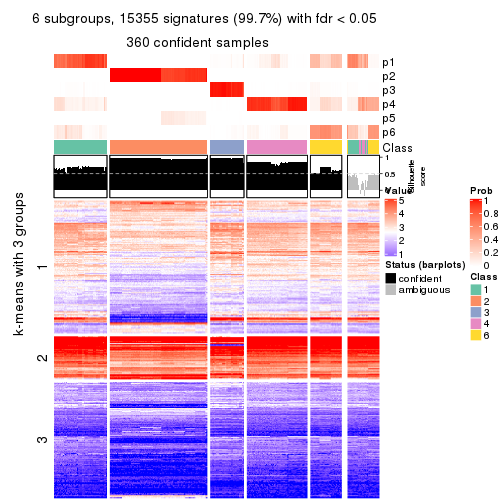 6 subgroups, 15355 signatures (99.7%) with fdr < 0.05
360 confident samples
p1
p2
p3
p4
p5
p6
Class
1
0.5
0
Silhouette
score
k-means with 3 groups
1
2
3
Value
5
4
3
2
1
Status (barplots)
confident
ambiguous
Prob
1
0.8
0.6
0.4
0.2
0
Class
1
2
3
4
6